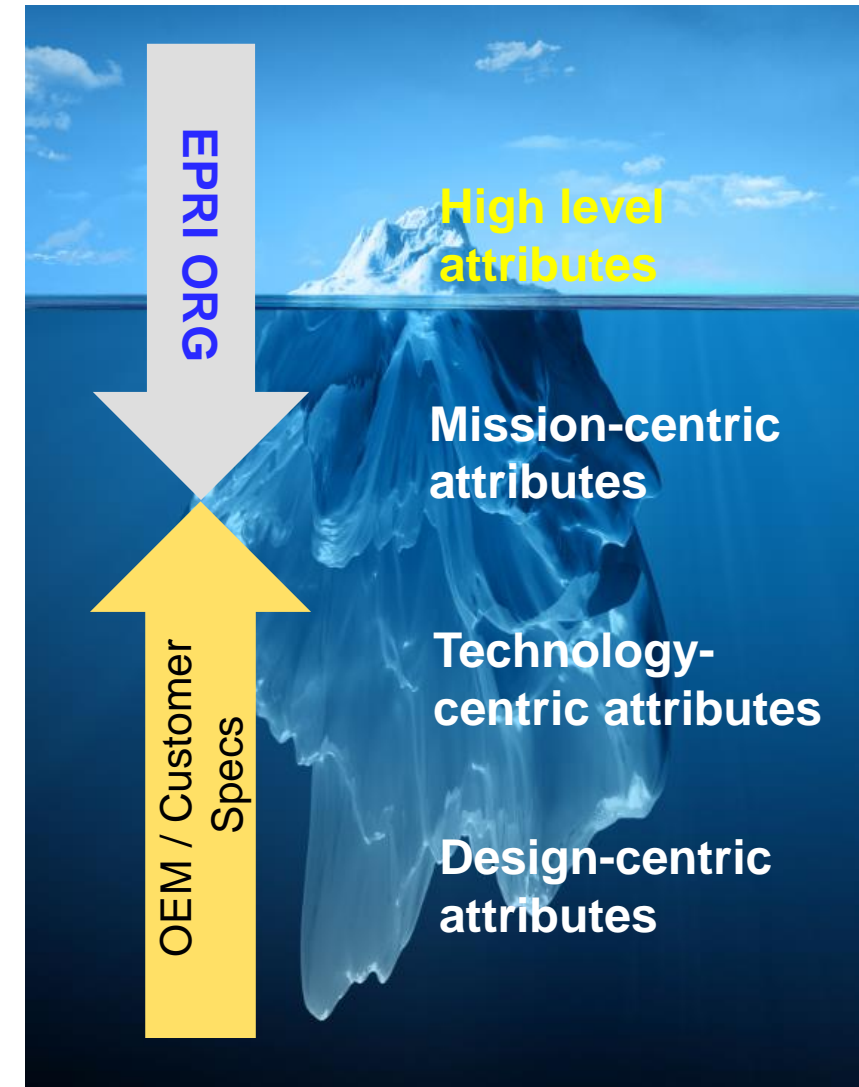 EPRI ORG
High level
attributes
Mission-centric
attributes
Technology-
centric attributes
OEM / Customer
Specs
Design-centric
attributes